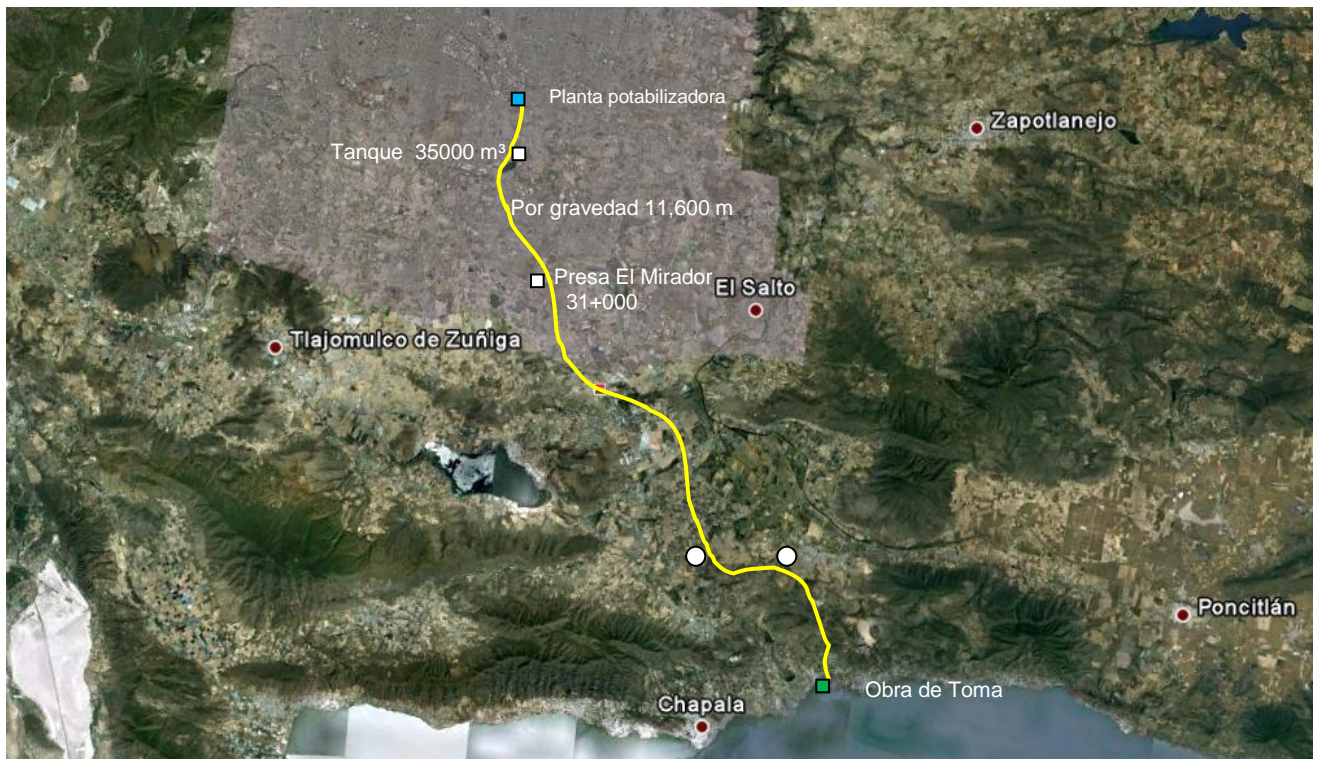 Planta potabilizadora
Zapotlanejo
Tanque 35000 m³
Por gravedad 11,600 m
Presa El Mirador
31+000
El Salto
Tlajomulco de Zuñiga
Poncitlán
Obra de Toma
Chapala